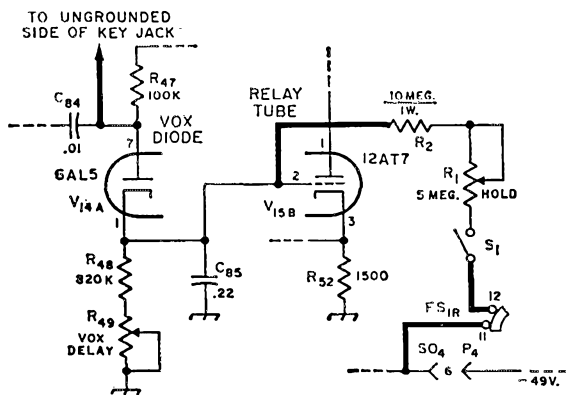 TO UNGROUNDED
SIDE OF KEY JACK
R47
100K
C84
.01
VOX
DIODE
7
6AL5
V14A
1
R48
820K
R49
VOX
DELAY
C85
.22
RELAY
TUBE
1
12AT7
2
V15B
3
R52
1500
10 MEG.
1W.
R2
R1
5 MEG.
HOLD
S1
12
FS1R
11
SO4
P4
6
-49V.